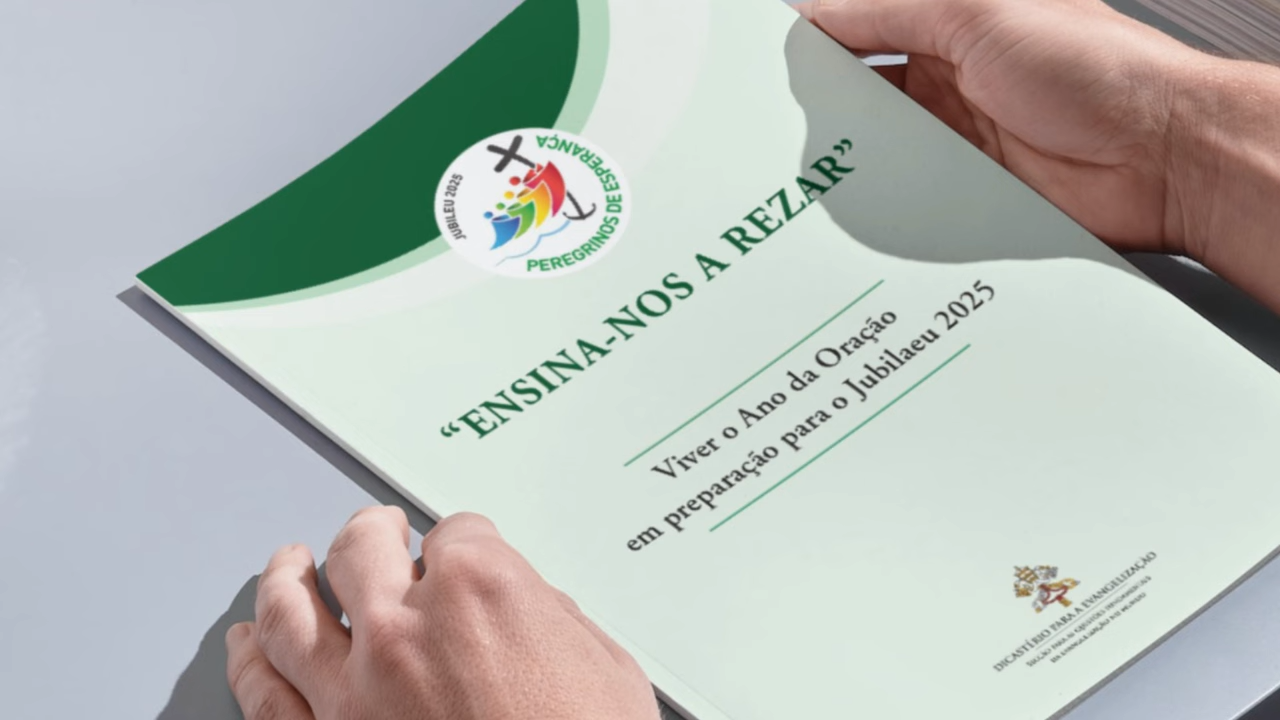 JUBILEU 2025
PEREGRINOS DE ESPERANÇA
“ENSINA-NOS A REZAR”
Viver o Ano da Oração
em preparação para o Jubilaeu 2025
DICASTÉRIO PARA A EVANGELIZAÇÃO